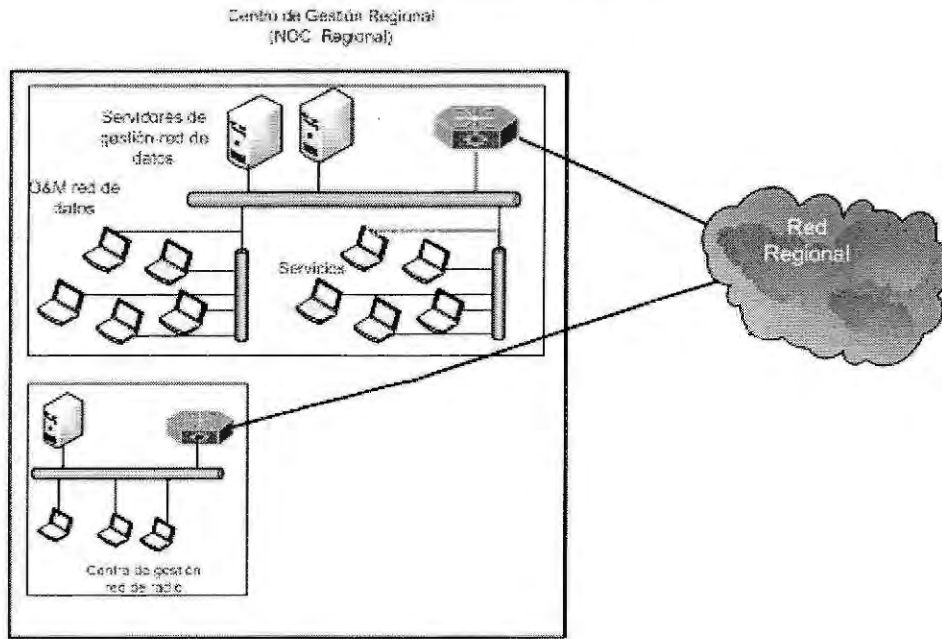 Centro de Gestión Regional
(NOC Regional)
Servidores de
gestión-red de
datos
O&M red de
datos
Servicios
Red
Regional
Centro de gestión
red de radio